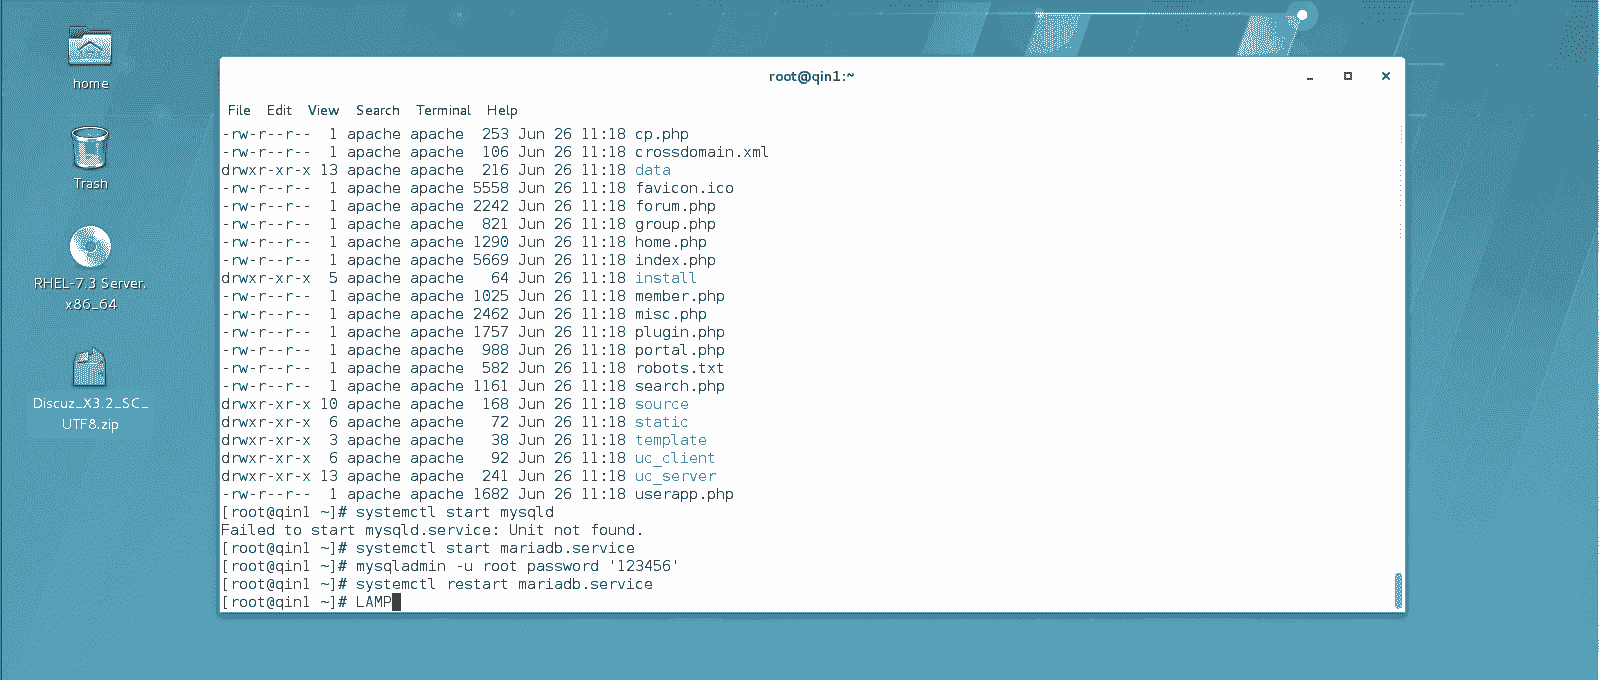 home
Trash
RHEL-7.3 Server.
x86_64
Discuz_X3.2_SC_
UTF8.zip
root@qin1:~
File Edit View Search Terminal Help
-rw-r--r-- 1 apache apache 253 Jun 26 11:18 cp.php
-rw-r--r-- 1 apache apache 106 Jun 26 11:18 crossdomain.xml
drwxr-xr-x 13 apache apache 216 Jun 26 11:18 data
-rw-r--r-- 1 apache apache 5558 Jun 26 11:18 favicon.ico
-rw-r--r-- 1 apache apache 2242 Jun 26 11:18 forum.php
-rw-r--r-- 1 apache apache 821 Jun 26 11:18 group.php
-rw-r--r-- 1 apache apache 1290 Jun 26 11:18 home.php
-rw-r--r-- 1 apache apache 5669 Jun 26 11:18 index.php
drwxr-xr-x 5 apache apache 64 Jun 26 11:18 install
-rw-r--r-- 1 apache apache 1025 Jun 26 11:18 member.php
-rw-r--r-- 1 apache apache 2462 Jun 26 11:18 misc.php
-rw-r--r-- 1 apache apache 1757 Jun 26 11:18 plugin.php
-rw-r--r-- 1 apache apache 988 Jun 26 11:18 portal.php
-rw-r--r-- 1 apache apache 582 Jun 26 11:18 robots.txt
-rw-r--r-- 1 apache apache 1161 Jun 26 11:18 search.php
drwxr-xr-x 10 apache apache 168 Jun 26 11:18 source
drwxr-xr-x 6 apache apache 72 Jun 26 11:18 static
drwxr-xr-x 3 apache apache 38 Jun 26 11:18 template
drwxr-xr-x 6 apache apache 92 Jun 26 11:18 uc_client
drwxr-xr-x 13 apache apache 241 Jun 26 11:18 uc_server
-rw-r--r-- 1 apache apache 1682 Jun 26 11:18 userapp.php
[root@qin1 ~]# systemctl start mysqld
Failed to start mysqld.service: Unit not found.
[root@qin1 ~]# systemctl start mariadb.service
[root@qin1 ~]# mysqladmin -u root password '123456'
[root@qin1 ~]# systemctl restart mariadb.service
[root@qin1 ~]# LAMP